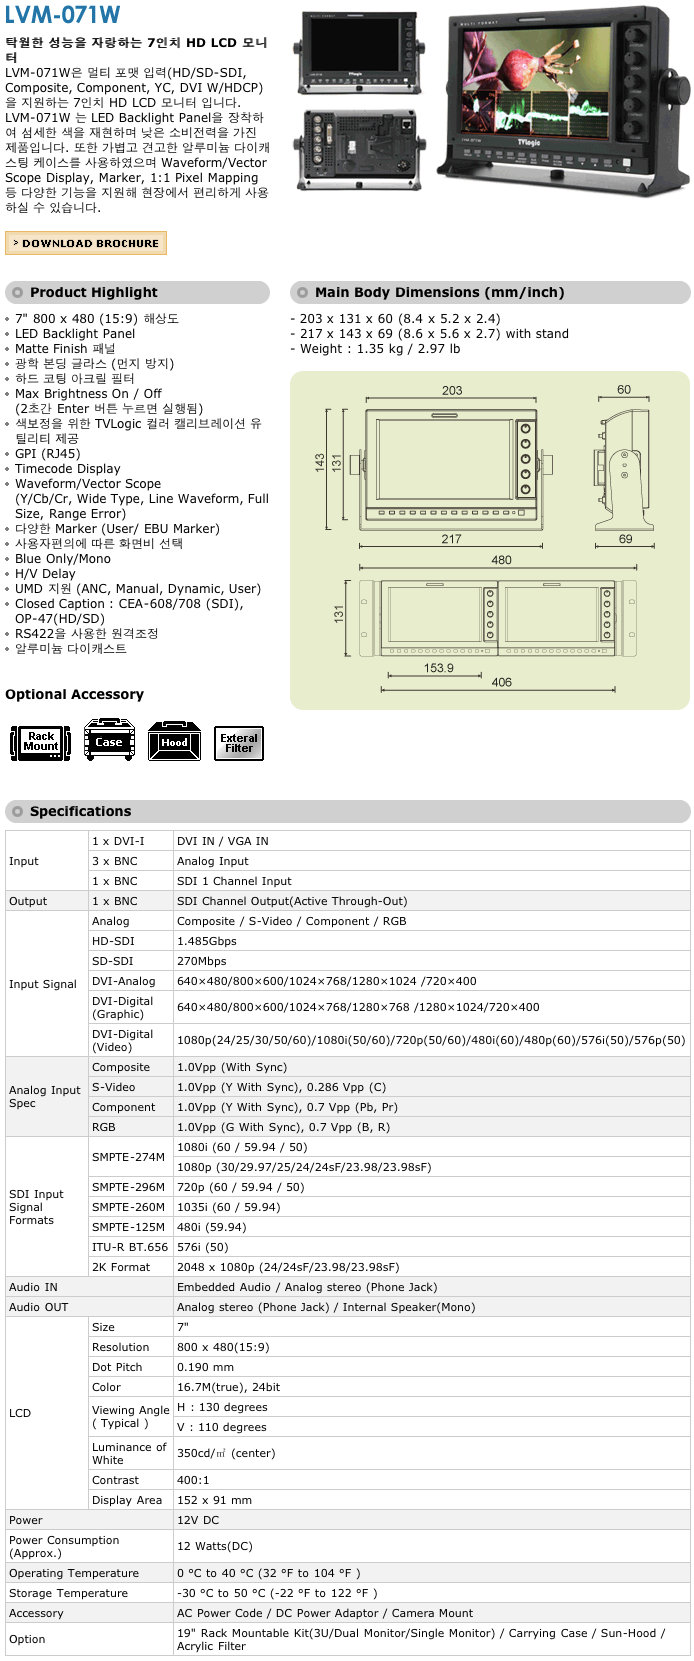 LVM-071W
탁월한 성능을 자랑하는 7인치 HD LCD 모니
터
LVM-071W은 멀티 포맷 입력(HD/SD-SDI,
Composite, Component, YC, DVI W/HDCP)
을 지원하는 7인치 HD LCD 모니터 입니다.
LVM-071W 는 LED Backlight Panel을 장착하
여 섬세한 색을 재현하며 낮은 소비전력을 가진
제품입니다. 또한 가볍고 견고한 알루미늄 다이캐
스팅 케이스를 사용하였으며 Waveform/Vector
Scope Display, Marker, 1:1 Pixel Mapping
등 다양한 기능을 지원해 현장에서 편리하게 사용
하실 수 있습니다.
> DOWNLOAD BROCHURE
MULTI FORMAT
TVlogic
MULTI FORMAT
TVlogic
Product Highlight
7" 800 x 480 (15:9) 해상도
LED Backlight Panel
Matte Finish 패널
광학 본딩 글라스 (먼지 방지)
하드 코팅 아크릴 필터
Max Brightness On / Off
(2초간 Enter 버튼 누르면 실행됨)
색보정을 위한 TVLogic 컬러 캘리브레이션 유
틸리티 제공
GPI (RJ45)
Timecode Display
Waveform/Vector Scope
(Y/Cb/Cr, Wide Type, Line Waveform, Full
Size, Range Error)
다양한 Marker (User/ EBU Marker)
사용자편의에 따른 화면비 선택
Blue Only/Mono
H/V Delay
UMD 지원 (ANC, Manual, Dynamic, User)
Closed Caption : CEA-608/708 (SDI),
OP-47(HD/SD)
RS422을 사용한 원격조정
알루미늄 다이캐스트
Optional Accessory
Rack
Mount
Case
Hood
Exteral
Filter
Main Body Dimensions (mm/inch)
- 203 x 131 x 60 (8.4 x 5.2 x 2.4)
- 217 x 143 x 69 (8.6 x 5.6 x 2.7) with stand
- Weight : 1.35 kg / 2.97 lb
203
60
143
131
217
69
480
131
153.9
406
Specifications
Input
1 x DVI-I DVI IN / VGA IN
3 x BNC Analog Input
1 x BNC SDI 1 Channel Input
Output 1 x BNC SDI Channel Output(Active Through-Out)
Input Signal
Analog Composite / S-Video / Component / RGB
HD-SDI 1.485Gbps
SD-SDI 270Mbps
DVI-Analog 640×480/800×600/1024×768/1280×1024 /720×400
DVI-Digital
(Graphic) 640×480/800×600/1024×768/1280×768 /1280×1024/720×400
DVI-Digital
(Video) 1080p(24/25/30/50/60)/1080i(50/60)/720p(50/60)/480i(60)/480p(60)/576i(50)/576p(50)
Analog Input
Spec
Composite 1.0Vpp (With Sync)
S-Video 1.0Vpp (Y With Sync), 0.286 Vpp (C)
Component 1.0Vpp (Y With Sync), 0.7 Vpp (Pb, Pr)
RGB 1.0Vpp (G With Sync), 0.7 Vpp (B, R)
SDI Input
Signal
Formats
SMPTE-274M 1080i (60 / 59.94 / 50)
1080p (30/29.97/25/24/24sF/23.98/23.98sF)
SMPTE-296M 720p (60 / 59.94 / 50)
SMPTE-260M 1035i (60 / 59.94)
SMPTE-125M 480i (59.94)
ITU-R BT.656 576i (50)
2K Format 2048 x 1080p (24/24sF/23.98/23.98sF)
Audio IN Embedded Audio / Analog stereo (Phone Jack)
Audio OUT Analog stereo (Phone Jack) / Internal Speaker(Mono)
LCD
Size 7"
Resolution 800 x 480(15:9)
Dot Pitch 0.190 mm
Color 16.7M(true), 24bit
Viewing Angle
( Typical )
H : 130 degrees
V : 110 degrees
Luminance of
White 350cd/㎡ (center)
Contrast 400:1
Display Area 152 x 91 mm
Power 12V DC
Power Consumption
(Approx.) 12 Watts(DC)
Operating Temperature 0 °C to 40 °C (32 °F to 104 °F )
Storage Temperature -30 °C to 50 °C (-22 °F to 122 °F )
Accessory AC Power Code / DC Power Adaptor / Camera Mount
Option 19" Rack Mountable Kit(3U/Dual Monitor/Single Monitor) / Carrying Case / Sun-Hood /
Acrylic Filter